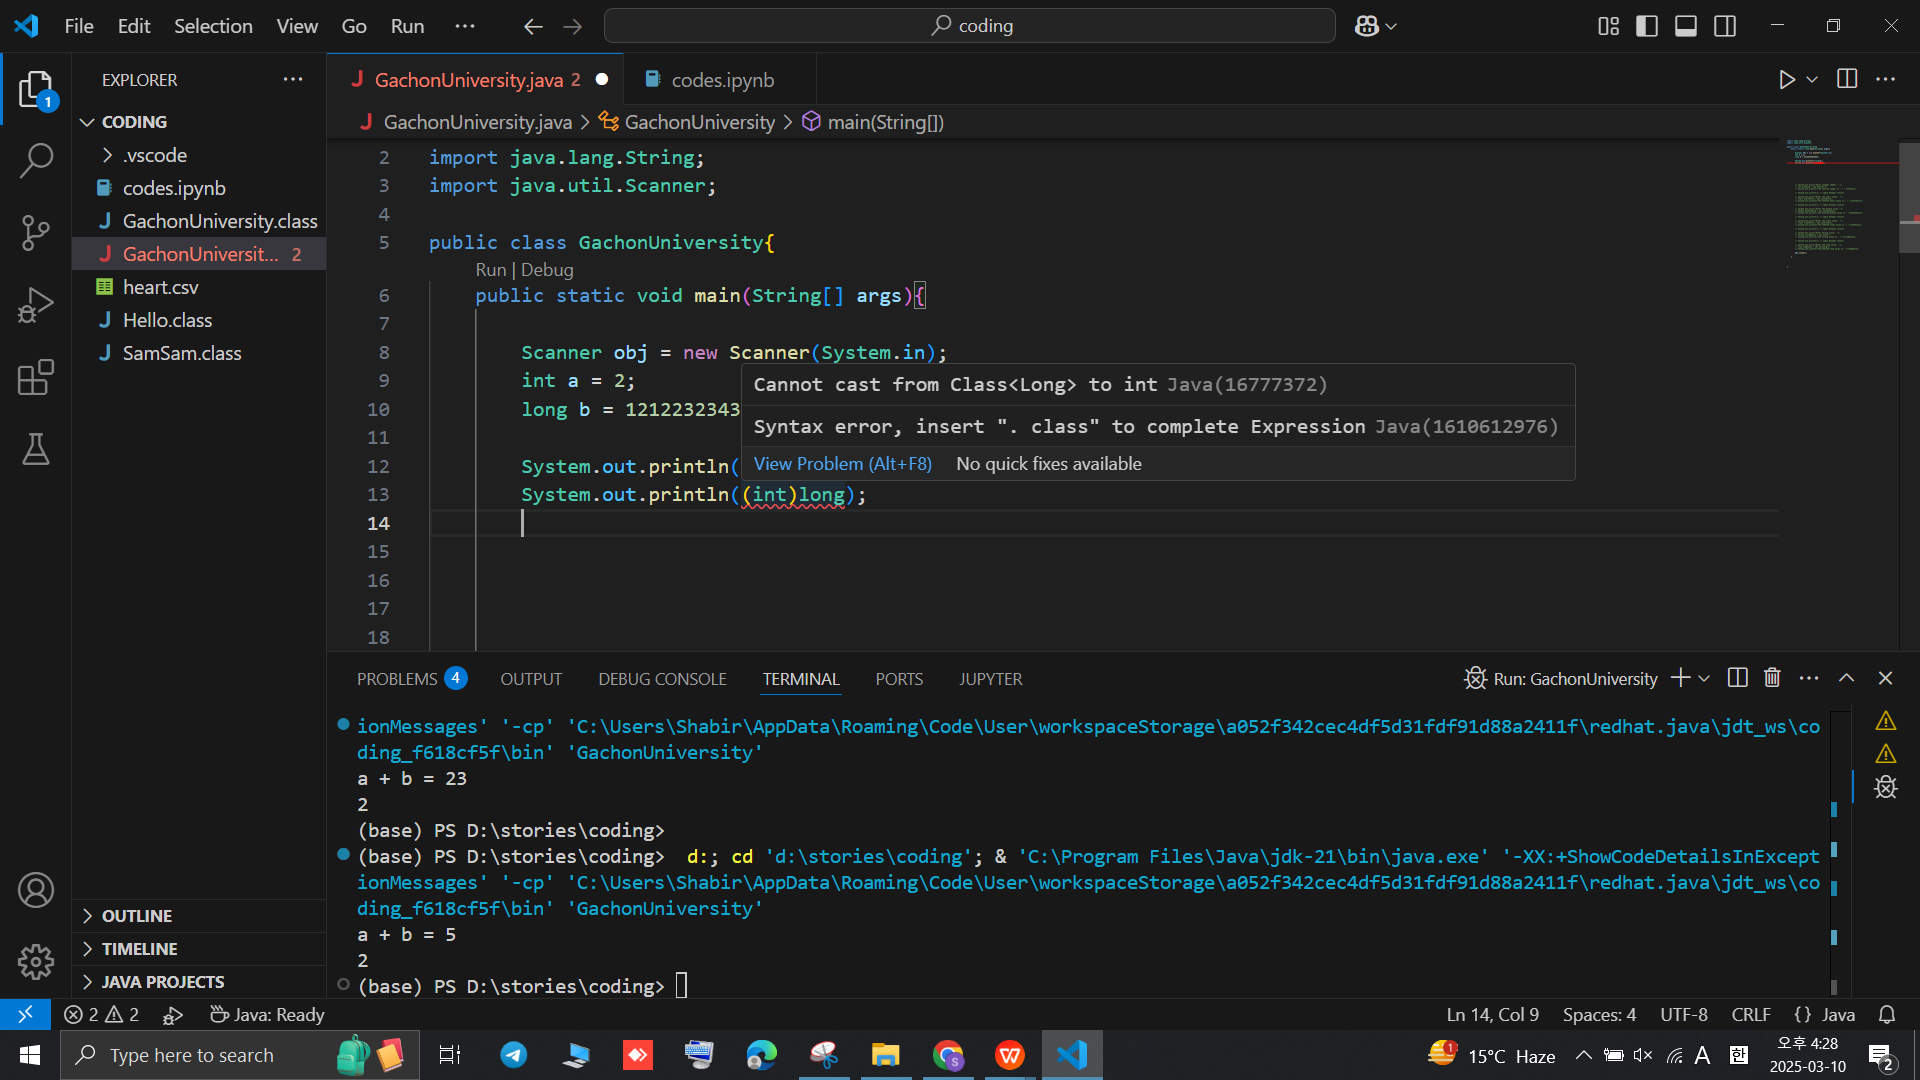 File Edit Selection View Go Run ··· coding
EXPLORER ···
GachonUniversity.java 2
codes.ipynb
1
CODING
GachonUniversity.java > GachonUniversity > main(String[])
.vscode
codes.ipynb
GachonUniversity.class
GachonUniversit... 2
heart.csv
Hello.class
SamSam.class
2 import java.lang.String;
3 import java.util.Scanner;
4
5 public class GachonUniversity{
Run | Debug
6 public static void main(String[] args){
7
8 Scanner obj = new Scanner(System.in);
9 int a = 2;
10 long b = 1212232343
11
12 System.out.println(
13 System.out.println((int)long);
14
15
16
17
18
Cannot cast from Class<Long> to int Java(16777372)
Syntax error, insert ". class" to complete Expression Java(1610612976)
View Problem (Alt+F8) No quick fixes available
PROBLEMS 4 OUTPUT DEBUG CONSOLE TERMINAL PORTS JUPYTER
Run: GachonUniversity
ionMessages' '-cp' 'C:\Users\Shabir\AppData\Roaming\Code\User\workspaceStorage\a052f342cec4df5d31fdf91d88a2411f\redhat.java\jdt_ws\co
ding_f618cf5f\bin' 'GachonUniversity'
a + b = 23
2
(base) PS D:\stories\coding>
(base) PS D:\stories\coding> d:; cd 'd:\stories\coding'; & 'C:\Program Files\Java\jdk-21\bin\java.exe' '-XX:+ShowCodeDetailsInExcept
ionMessages' '-cp' 'C:\Users\Shabir\AppData\Roaming\Code\User\workspaceStorage\a052f342cec4df5d31fdf91d88a2411f\redhat.java\jdt_ws\co
ding_f618cf5f\bin' 'GachonUniversity'
a + b = 5
2
(base) PS D:\stories\coding>
OUTLINE
TIMELINE
JAVA PROJECTS
2 2 Java: Ready
Ln 14, Col 9 Spaces: 4 UTF-8 CRLF {} Java
Type here to search
1 15°C Haze A 한
오후 4:28
2025-03-10
2